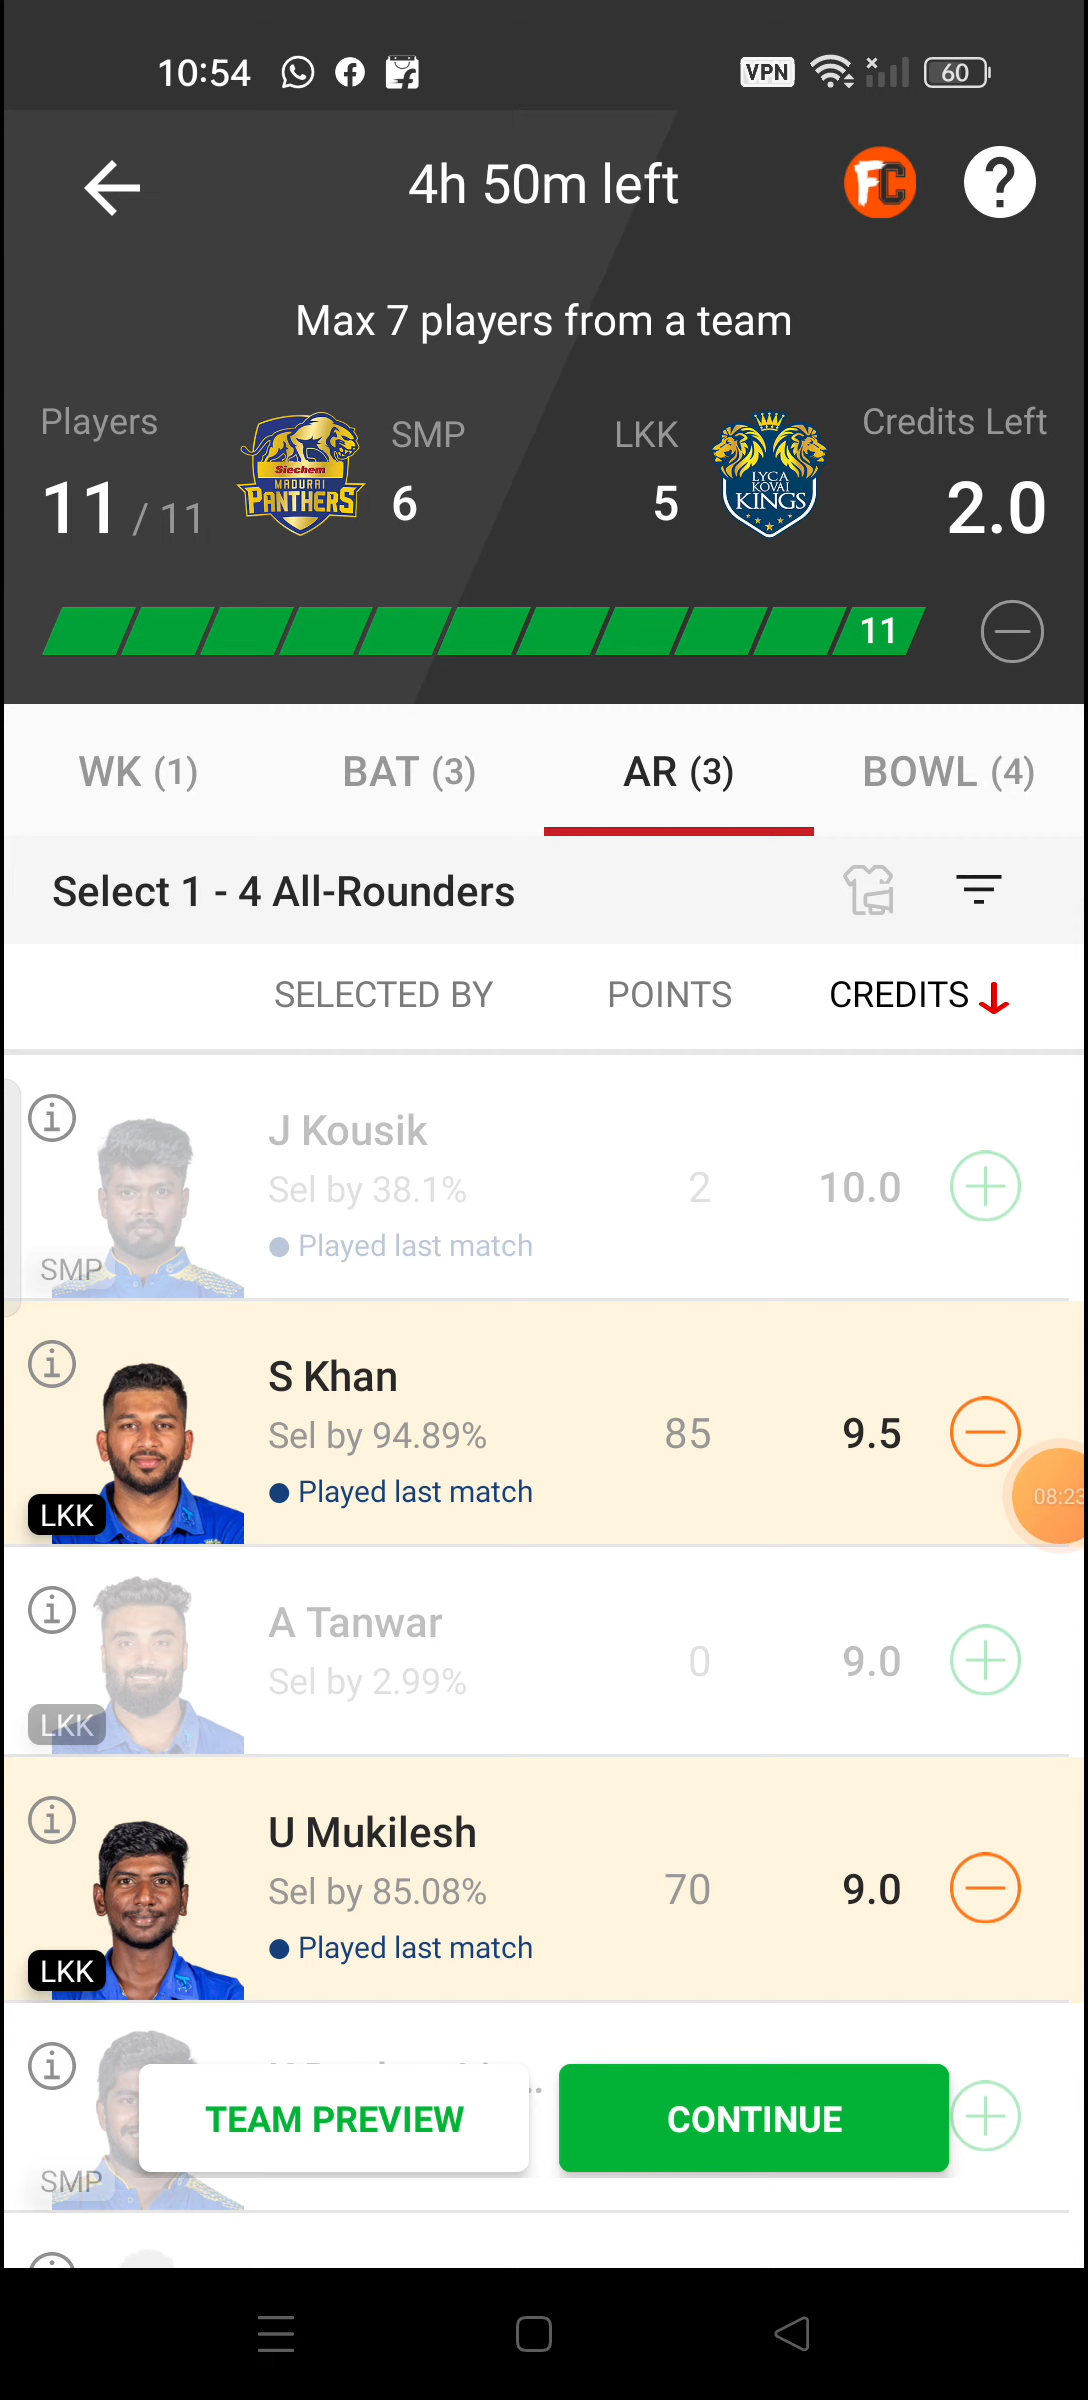 10:54
VPN
60
4h 50m left
FC
?
Max 7 players from a team
Players
11 / 11
Siechem
MADURAI
PANTHERS
SMP
6
LKK
5
LYCA
KOVAI
KINGS
Credits Left
2.0
11
WK (1)
BAT (3)
AR (3)
BOWL (4)
Select 1 - 4 All-Rounders
SELECTED BY
POINTS
CREDITS
J Kousik
Sel by 38.1%
2
10.0
Played last match
SMP
S Khan
Sel by 94.89%
85
9.5
Played last match
LKK
08:23
A Tanwar
Sel by 2.99%
0
9.0
LKK
U Mukilesh
Sel by 85.08%
70
9.0
Played last match
LKK
TEAM PREVIEW
CONTINUE
SMP